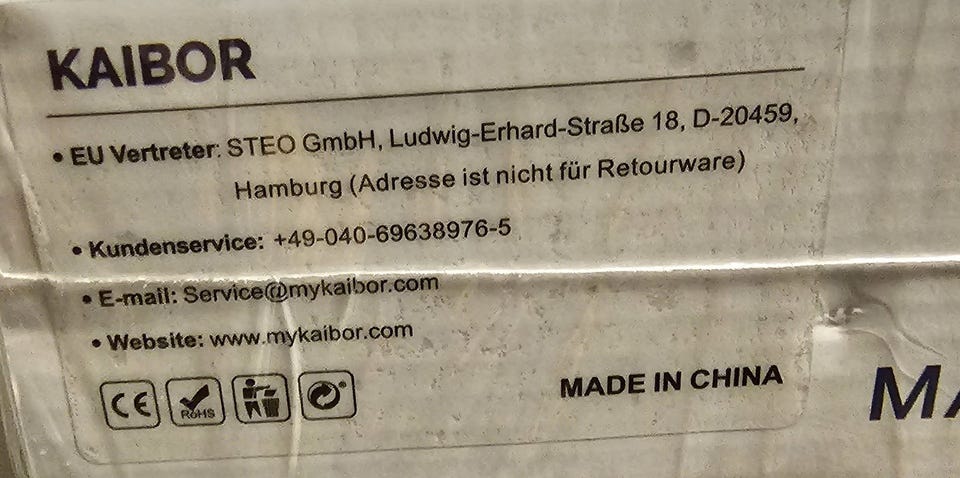 KAIBOR
• EU Vertreter: STEO GmbH, Ludwig-Erhard-Straße 18, D-20459,
Hamburg (Adresse ist nicht für Retourware)
• Kundenservice: +49-040-69638976-5
• E-mail: Service@mykaibor.com
• Website: www.mykaibor.com
CE RoHS
MADE IN CHINA